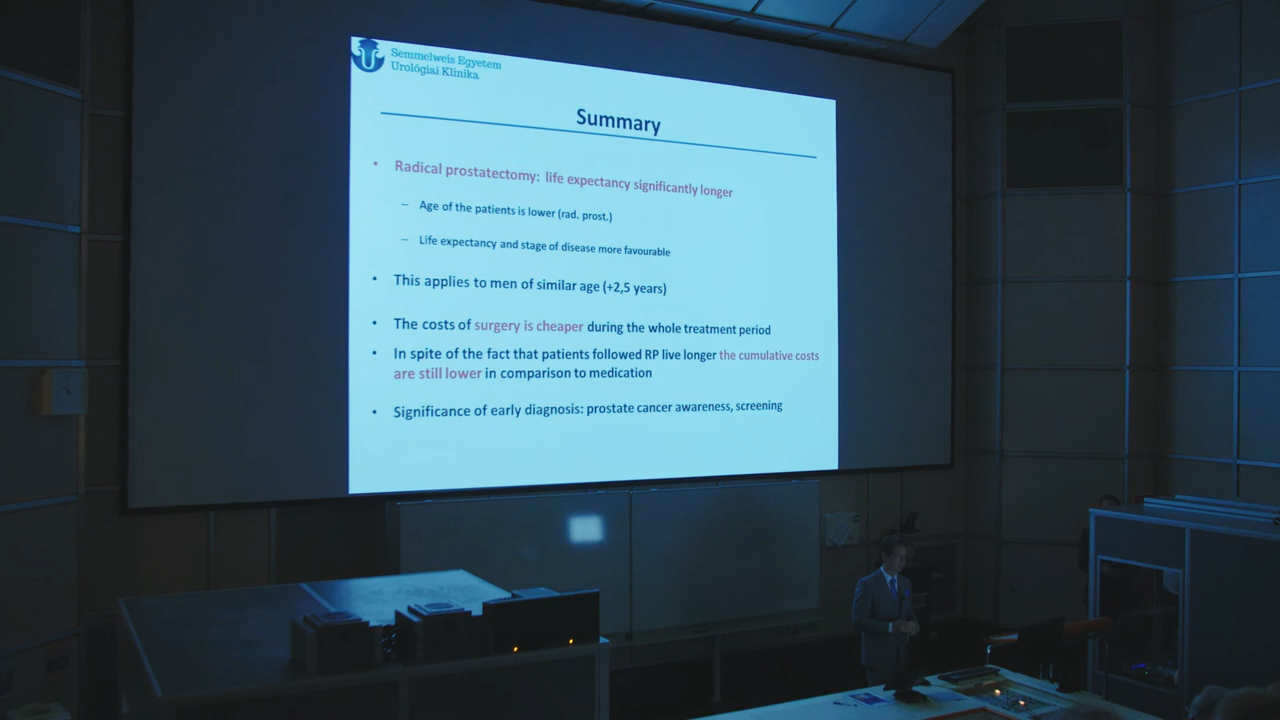 Semmelweis Egyetem
Urológiai Klinika
Summary
• Radical prostatectomy: life expectancy significantly longer
– Age of the patients is lower (rad. prost.)
– Life expectancy and stage of disease more favourable
• This applies to men of similar age (+2,5 years)
• The costs of surgery is cheaper during the whole treatment period
• In spite of the fact that patients followed RP live longer the cumulative costs
are still lower in comparison to medication
• Significance of early diagnosis: prostate cancer awareness, screening